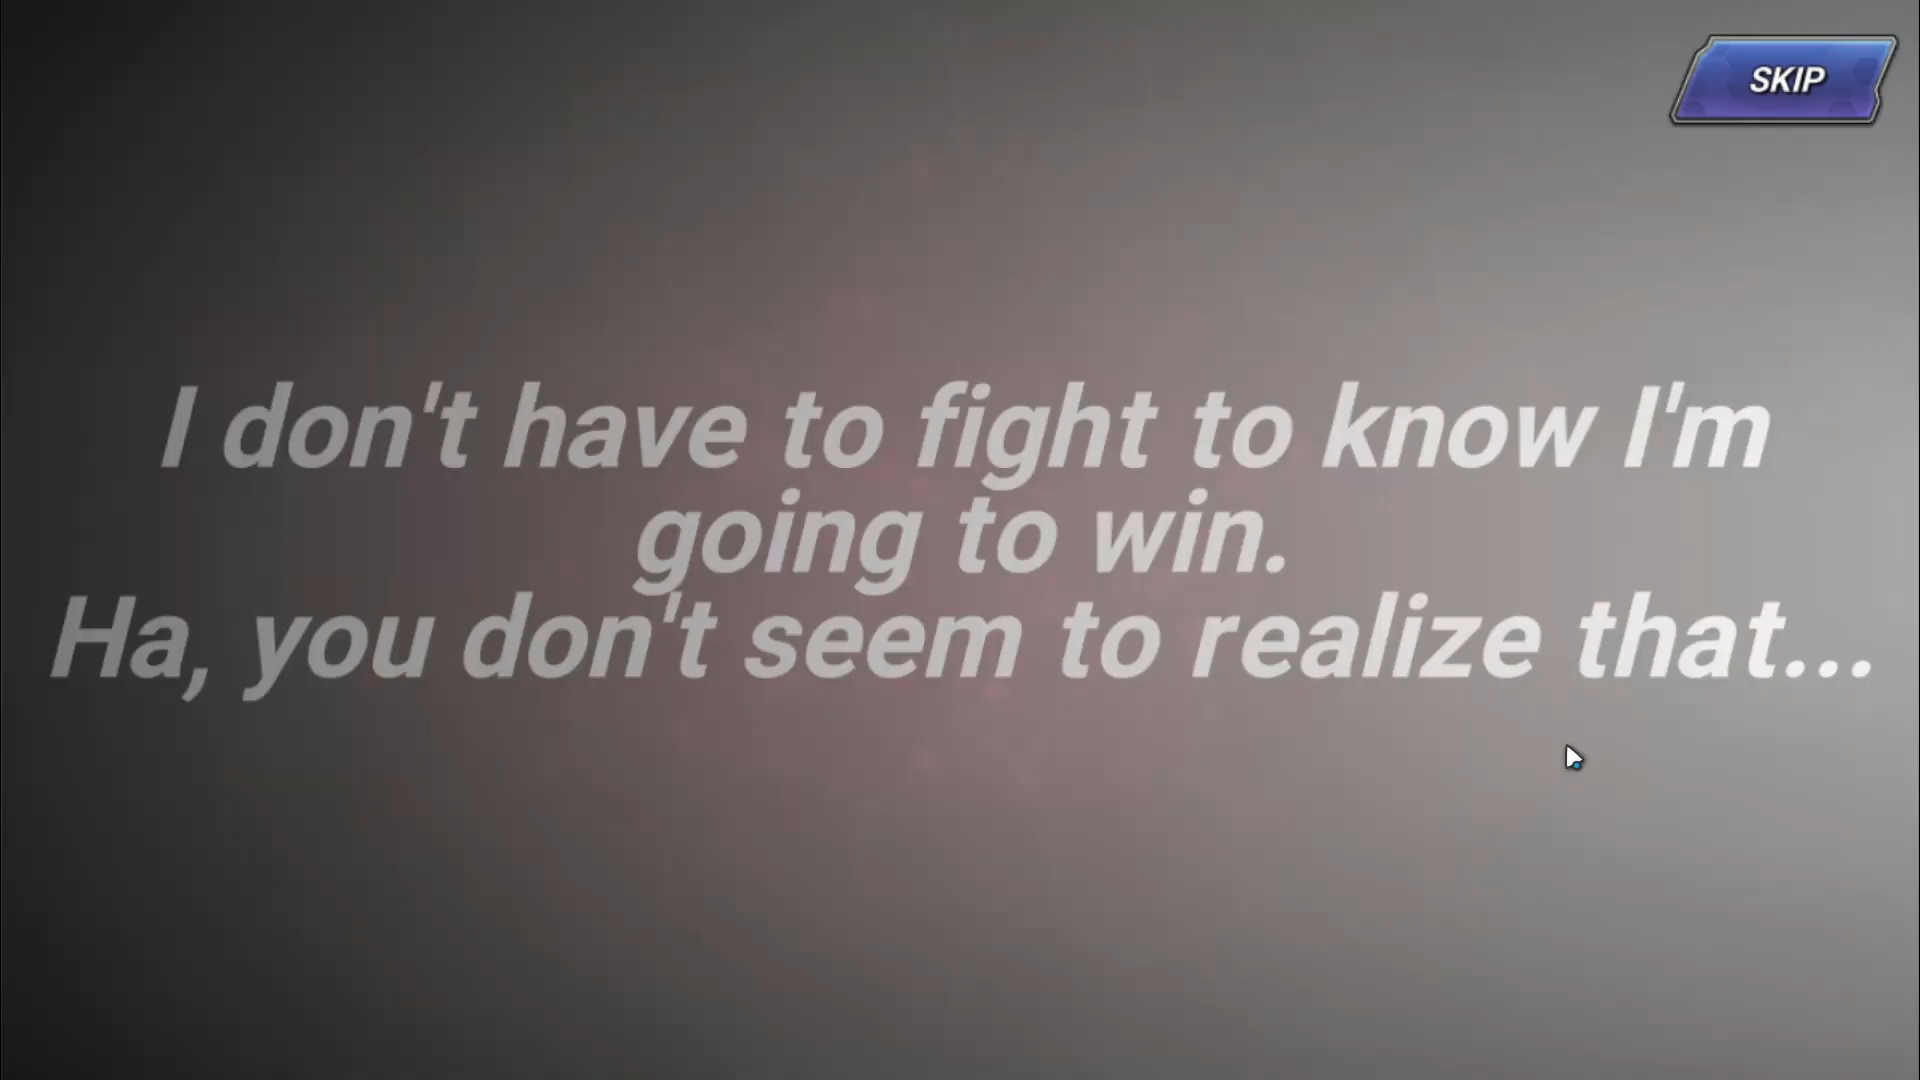 SKIP
I don't have to fight to know I'm
going to win.
Ha, you don't seem to realize that...